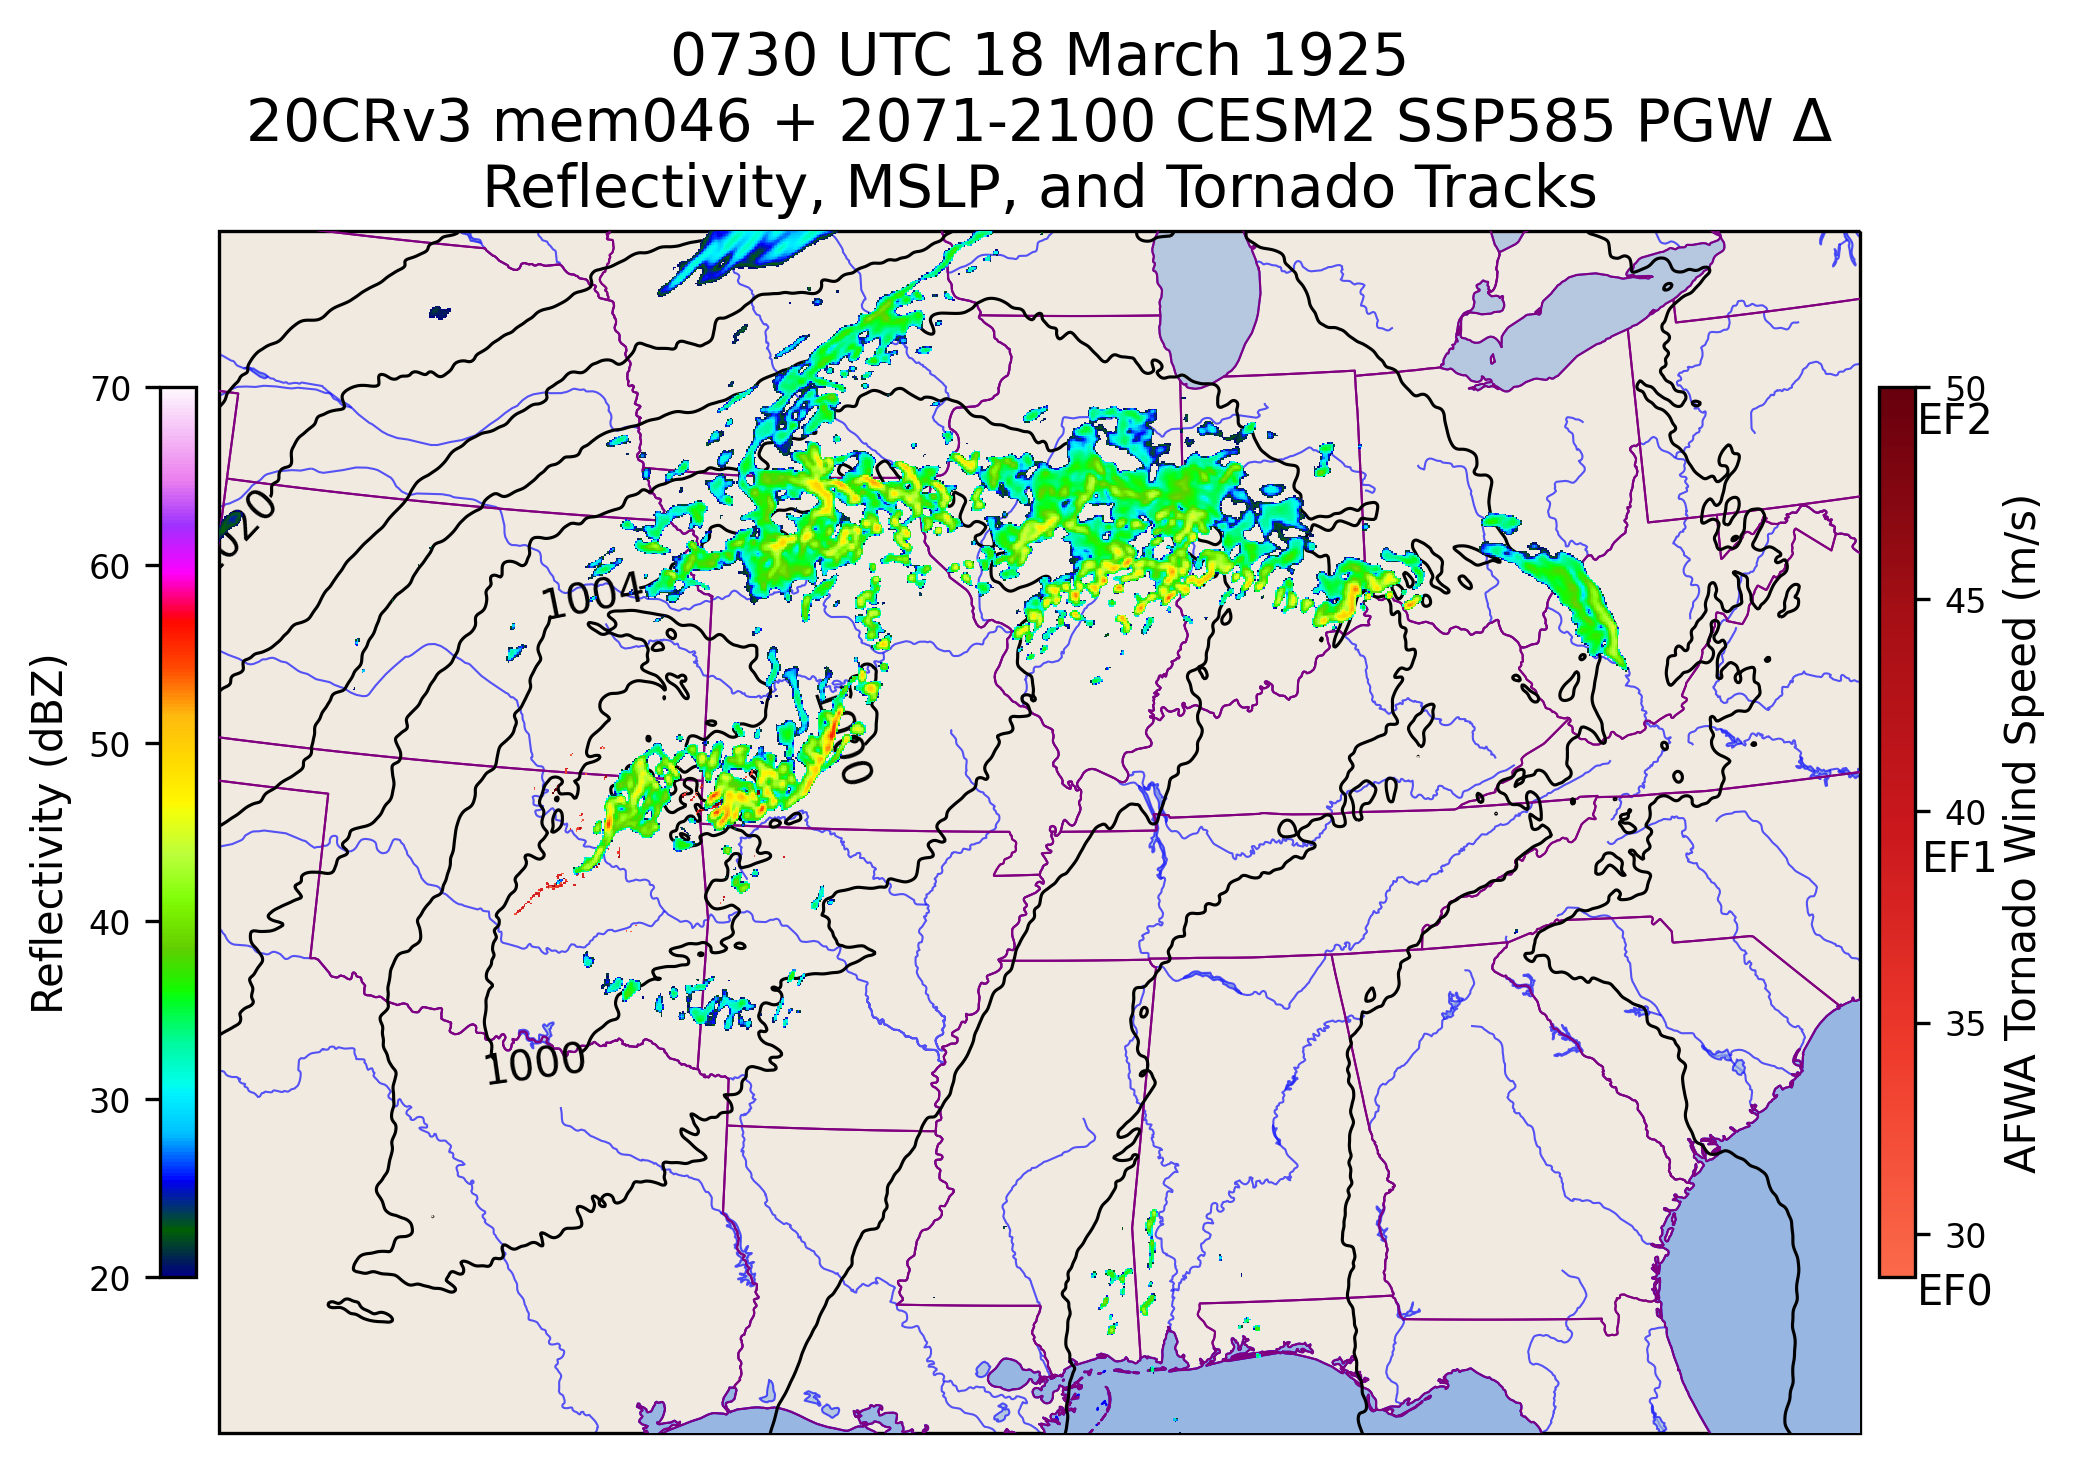 0730 UTC 18 March 1925
20CRv3 mem046 + 2071-2100 CESM2 SSP585 PGW Δ
Reflectivity, MSLP, and Tornado Tracks
Reflectivity (dBZ)
70
60
50
40
30
20
020
1004
1000
1000
50
EF2
45
40
EF1
35
30
EF0
AFWA Tornado Wind Speed (m/s)